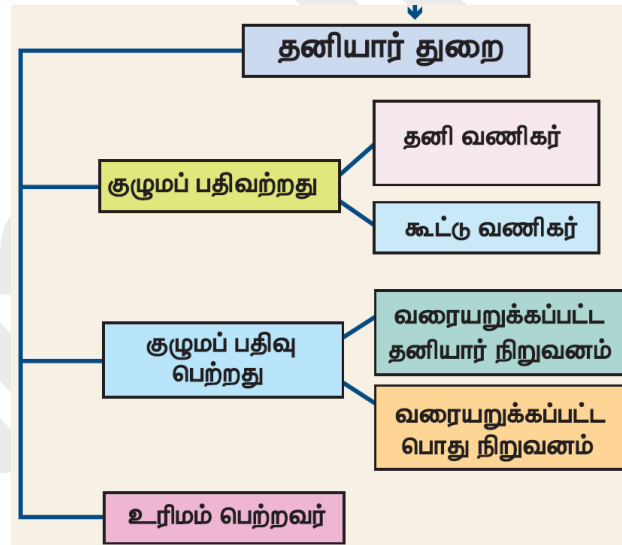 தனியார் துறை
குழுமப் பதிவற்றது
தனி வணிகர்
கூட்டு வணிகர்
குழுமப் பதிவு
பெற்றது
வரையறுக்கப்பட்ட
தனியார் நிறுவனம்
வரையறுக்கப்பட்ட
பொது நிறுவனம்
உரிமம் பெற்றவர்